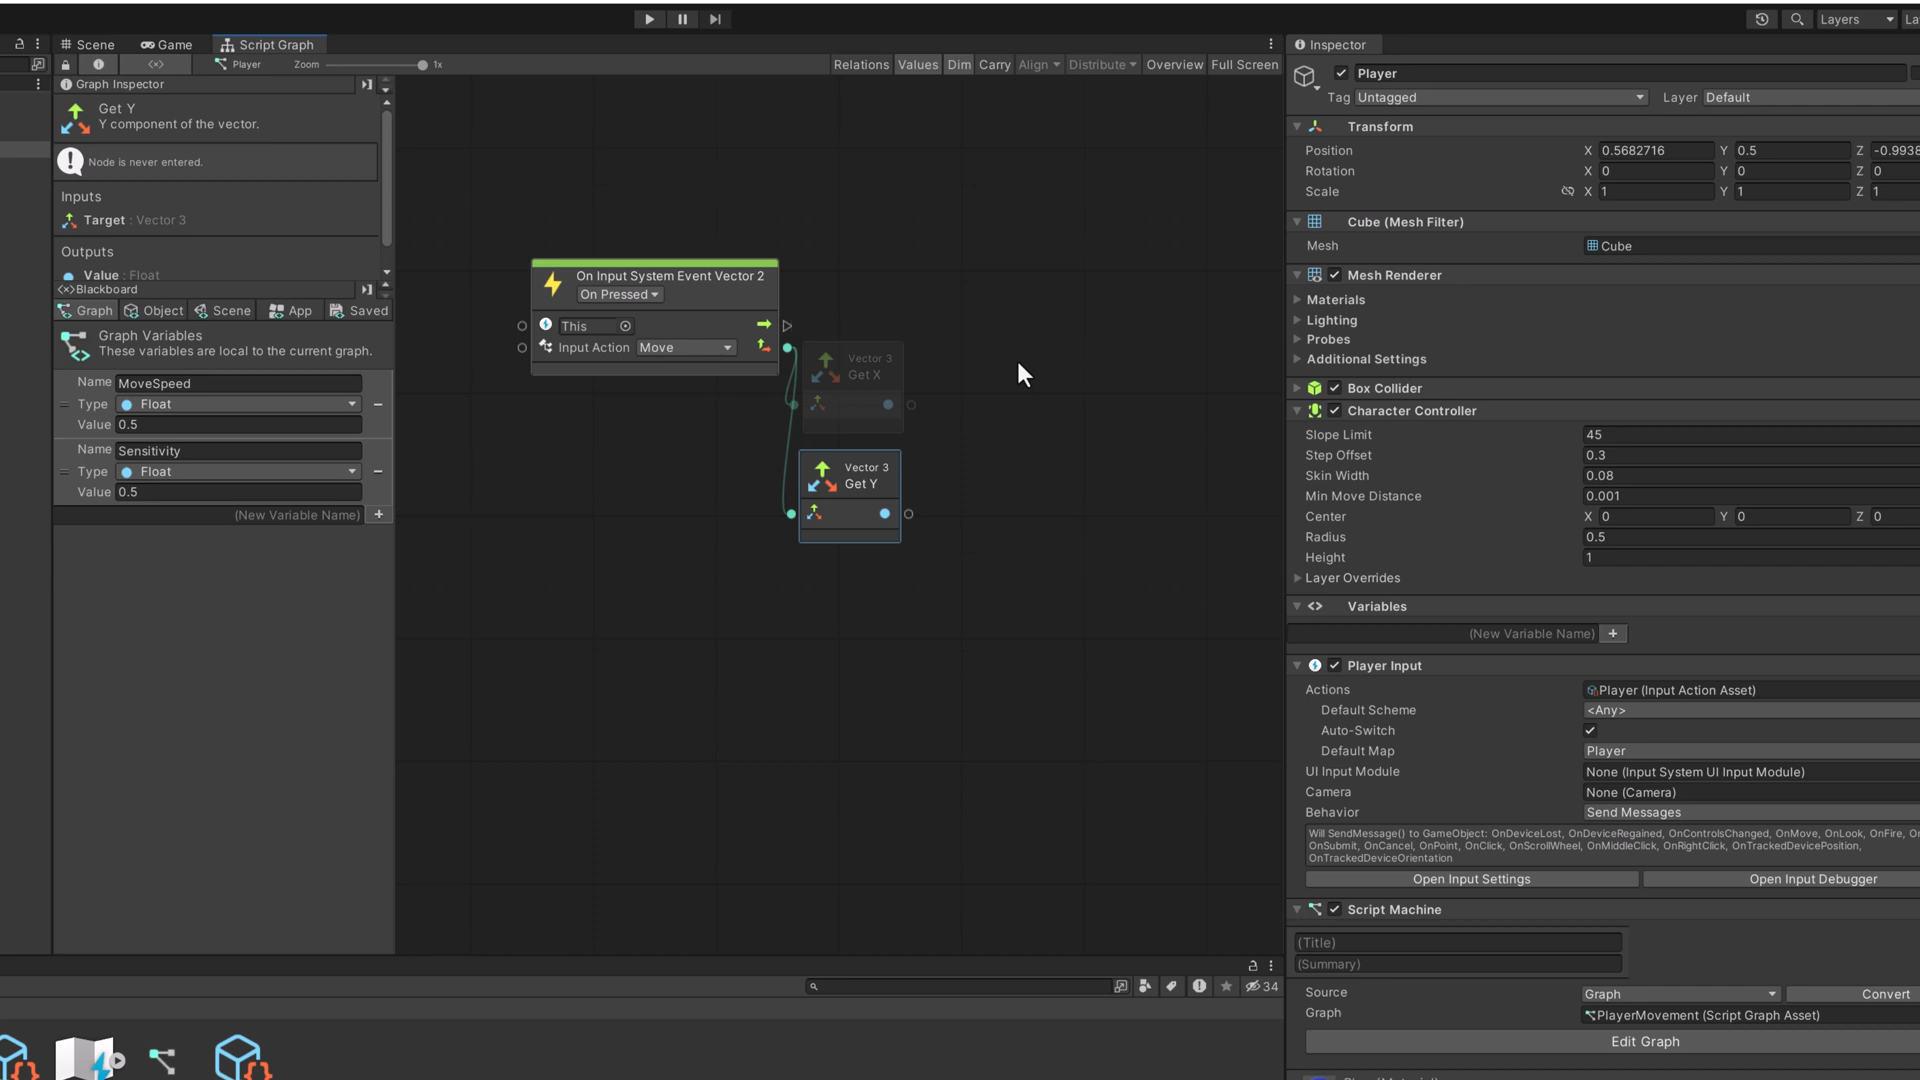 Layers
La
Scene
Game
Script Graph
Player
Zoom
1x
Relations
Values
Dim
Carry
Align
Distribute
Overview
Full Screen
Graph Inspector
Get Y
Y component of the vector.
Node is never entered.
Inputs
Target : Vector 3
Outputs
Value : Float
<×>Blackboard
Graph
Object
Scene
App
Saved
Graph Variables
These variables are local to the current graph.
Name MoveSpeed
Type Float
Value 0.5
Name Sensitivity
Type Float
Value 0.5
(New Variable Name)
On Input System Event Vector 2
On Pressed
This
Input Action Move
Vector 3
Get X
Vector 3
Get Y
34
Inspector
Player
Tag Untagged Layer Default
Transform
Position X 0.5682716 Y 0.5 Z -0.9938
Rotation X 0 Y 0 Z 0
Scale X 1 Y 1 Z 1
Cube (Mesh Filter)
Mesh Cube
Mesh Renderer
Materials
Lighting
Probes
Additional Settings
Box Collider
Character Controller
Slope Limit 45
Step Offset 0.3
Skin Width 0.08
Min Move Distance 0.001
Center X 0 Y 0 Z 0
Radius 0.5
Height 1
Layer Overrides
Variables
(New Variable Name)
Player Input
Actions Player (Input Action Asset)
Default Scheme <Any>
Auto-Switch
Default Map Player
UI Input Module None (Input System UI Input Module)
Camera None (Camera)
Behavior Send Messages
Will SendMessage() to GameObject: OnDeviceLost, OnDeviceRegained, OnControlsChanged, OnMove, OnLook, OnFire, On
OnSubmit, OnCancel, OnPoint, OnClick, OnScrollWheel, OnMiddleClick, OnRightClick, OnTrackedDevicePosition,
OnTrackedDeviceOrientation
Open Input Settings
Open Input Debugger
Script Machine
(Title)
(Summary)
Source Graph Convert
Graph PlayerMovement (Script Graph Asset)
Edit Graph